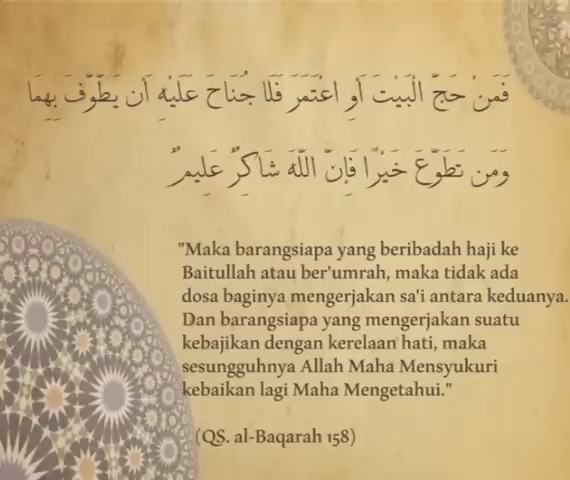 فَمَنْ حَجَّ الْبَيْتَ أَوِ اعْتَمَرَ فَلَا جُنَاحَ عَلَيْهِ أَن يَطَّوَّفَ بِهِمَا
وَمَن تَطَوَّعَ خَيْرًا فَإِنَّ اللَّهَ شَاكِرٌ عَلِيمٌ
"Maka barangsiapa yang beribadah haji ke
Baitullah atau ber'umrah, maka tidak ada
dosa baginya mengerjakan sa'i antara keduanya.
Dan barangsiapa yang mengerjakan suatu
kebajikan dengan kerelaan hati, maka
sesungguhnya Allah Maha Mensyukuri
kebaikan lagi Maha Mengetahui."
(QS. al-Baqarah 158)